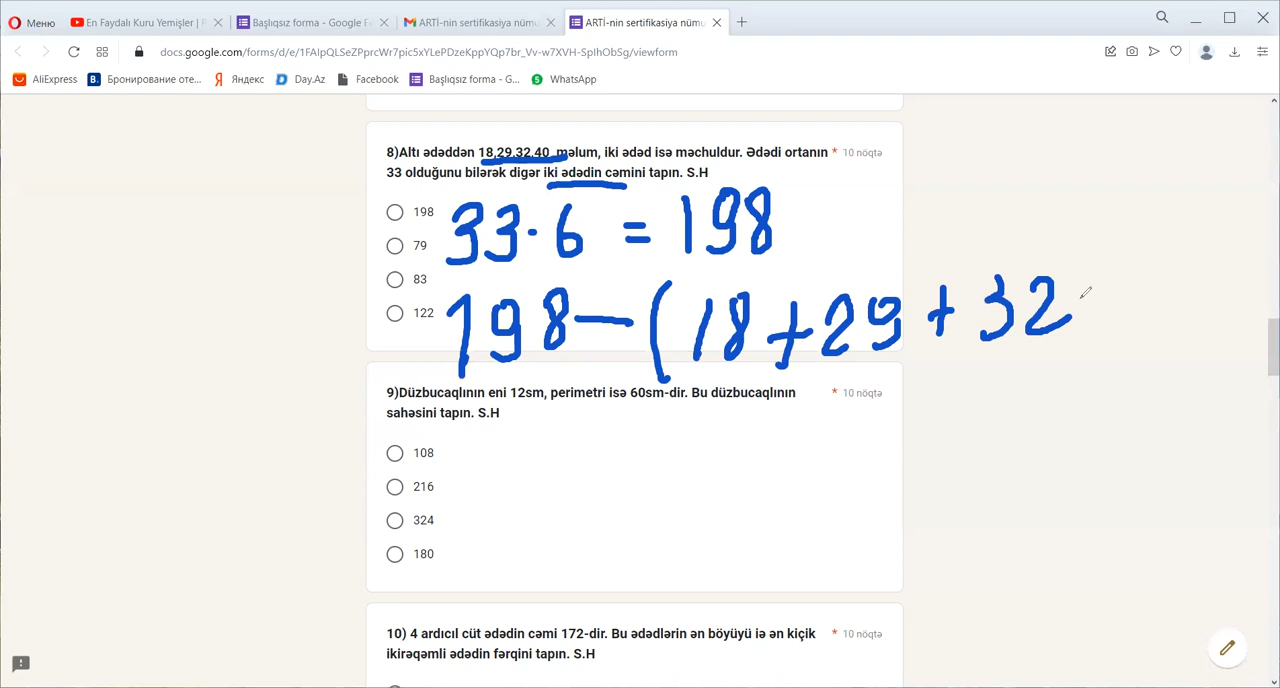 Меню
En Faydalı Kuru Yemişler |
Başlıqsız forma - Google
ARTİ-nin sertifikasiya nümu
ARTİ-nin sertifikasiya nümu
docs.google.com/forms/d/e/1FAIpQLSeZPprcWr7pic5xYLePDzeKppYQp7br_Vv-w7XVH-SpIhObSg/viewform
AliExpress
Бронирование оте...
Яндекс
Day.Az
Facebook
Başlıqsız forma - G...
WhatsApp
8)Altı ədəddən 18,29,32,40 məlum, iki ədəd isə məchuldur. Ədədi ortanın * 10 nöqtə
33 olduğunu bilərək digər iki ədədin cəmini tapın. S.H
198
79
83
122
33·6 = 198
198-(18+29+32
9)Düzbucaqlının eni 12sm, perimetri isə 60sm-dir. Bu düzbucaqlının * 10 nöqtə
sahəsini tapın. S.H
108
216
324
180
10) 4 ardıcıl cüt ədədin cəmi 172-dir. Bu ədədlərin ən böyüyü iə ən kiçik * 10 nöqtə
ikirəqəmli ədədin fərqini tapın. S.H